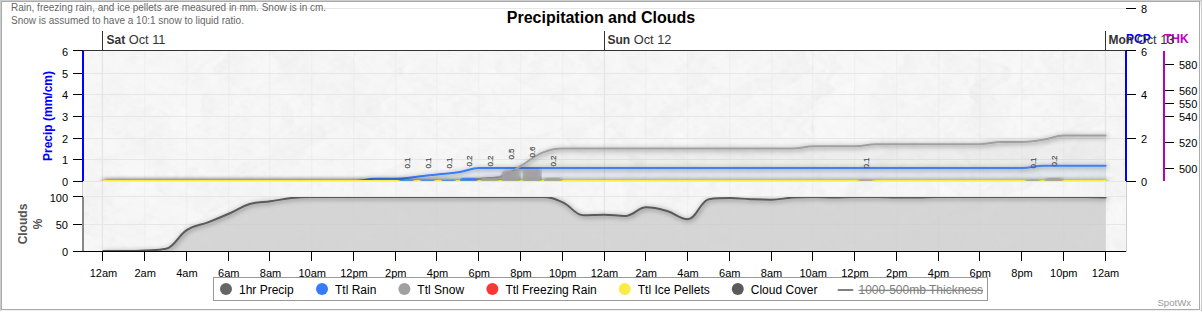 Rain, freezing rain, and ice pellets are measured in mm. Snow is in cm.
Snow is assumed to have a 10:1 snow to liquid ratio.
Precipitation and Clouds
Sat Oct 11
Sun Oct 12
Mon Oct 13
PCP
THK
Precip (mm/cm)
6
5
4
3
2
1
0
0.1
0.1
0.1
0.2
0.2
0.5
0.6
0.2
0.1
0.1
0.2
8
6
4
2
0
580
560
550
540
520
500
Clouds
%
100
50
0
12am 2am 4am 6am 8am 10am 12pm 2pm 4pm 6pm 8pm 10pm 12am 2am 4am 6am 8am 10am 12pm 2pm 4pm 6pm 8pm 10pm 12am
1hr Precip Ttl Rain Ttl Snow Ttl Freezing Rain Ttl Ice Pellets Cloud Cover 1000-500mb Thickness
SpotWx